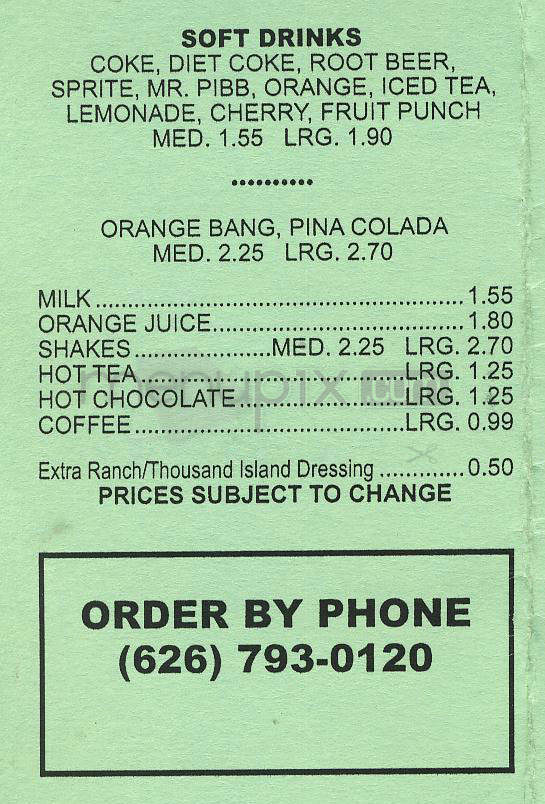 SOFT DRINKS
COKE, DIET COKE, ROOT BEER,
SPRITE, MR. PIBB, ORANGE, ICED TEA,
LEMONADE, CHERRY, FRUIT PUNCH
MED. 1.55 LRG. 1.90
••••••••••
ORANGE BANG, PINA COLADA
MED. 2.25 LRG. 2.70
MILK........................................................1.55
ORANGE JUICE......................................1.80
SHAKES.....................MED. 2.25 LRG. 2.70
HOT TEA.........................................LRG. 1.25
HOT CHOCOLATE..........................LRG. 1.25
COFFEE.........................................LRG. 0.99
menupix.com
Extra Ranch/Thousand Island Dressing .............0.50
PRICES SUBJECT TO CHANGE
ORDER BY PHONE
(626) 793-0120